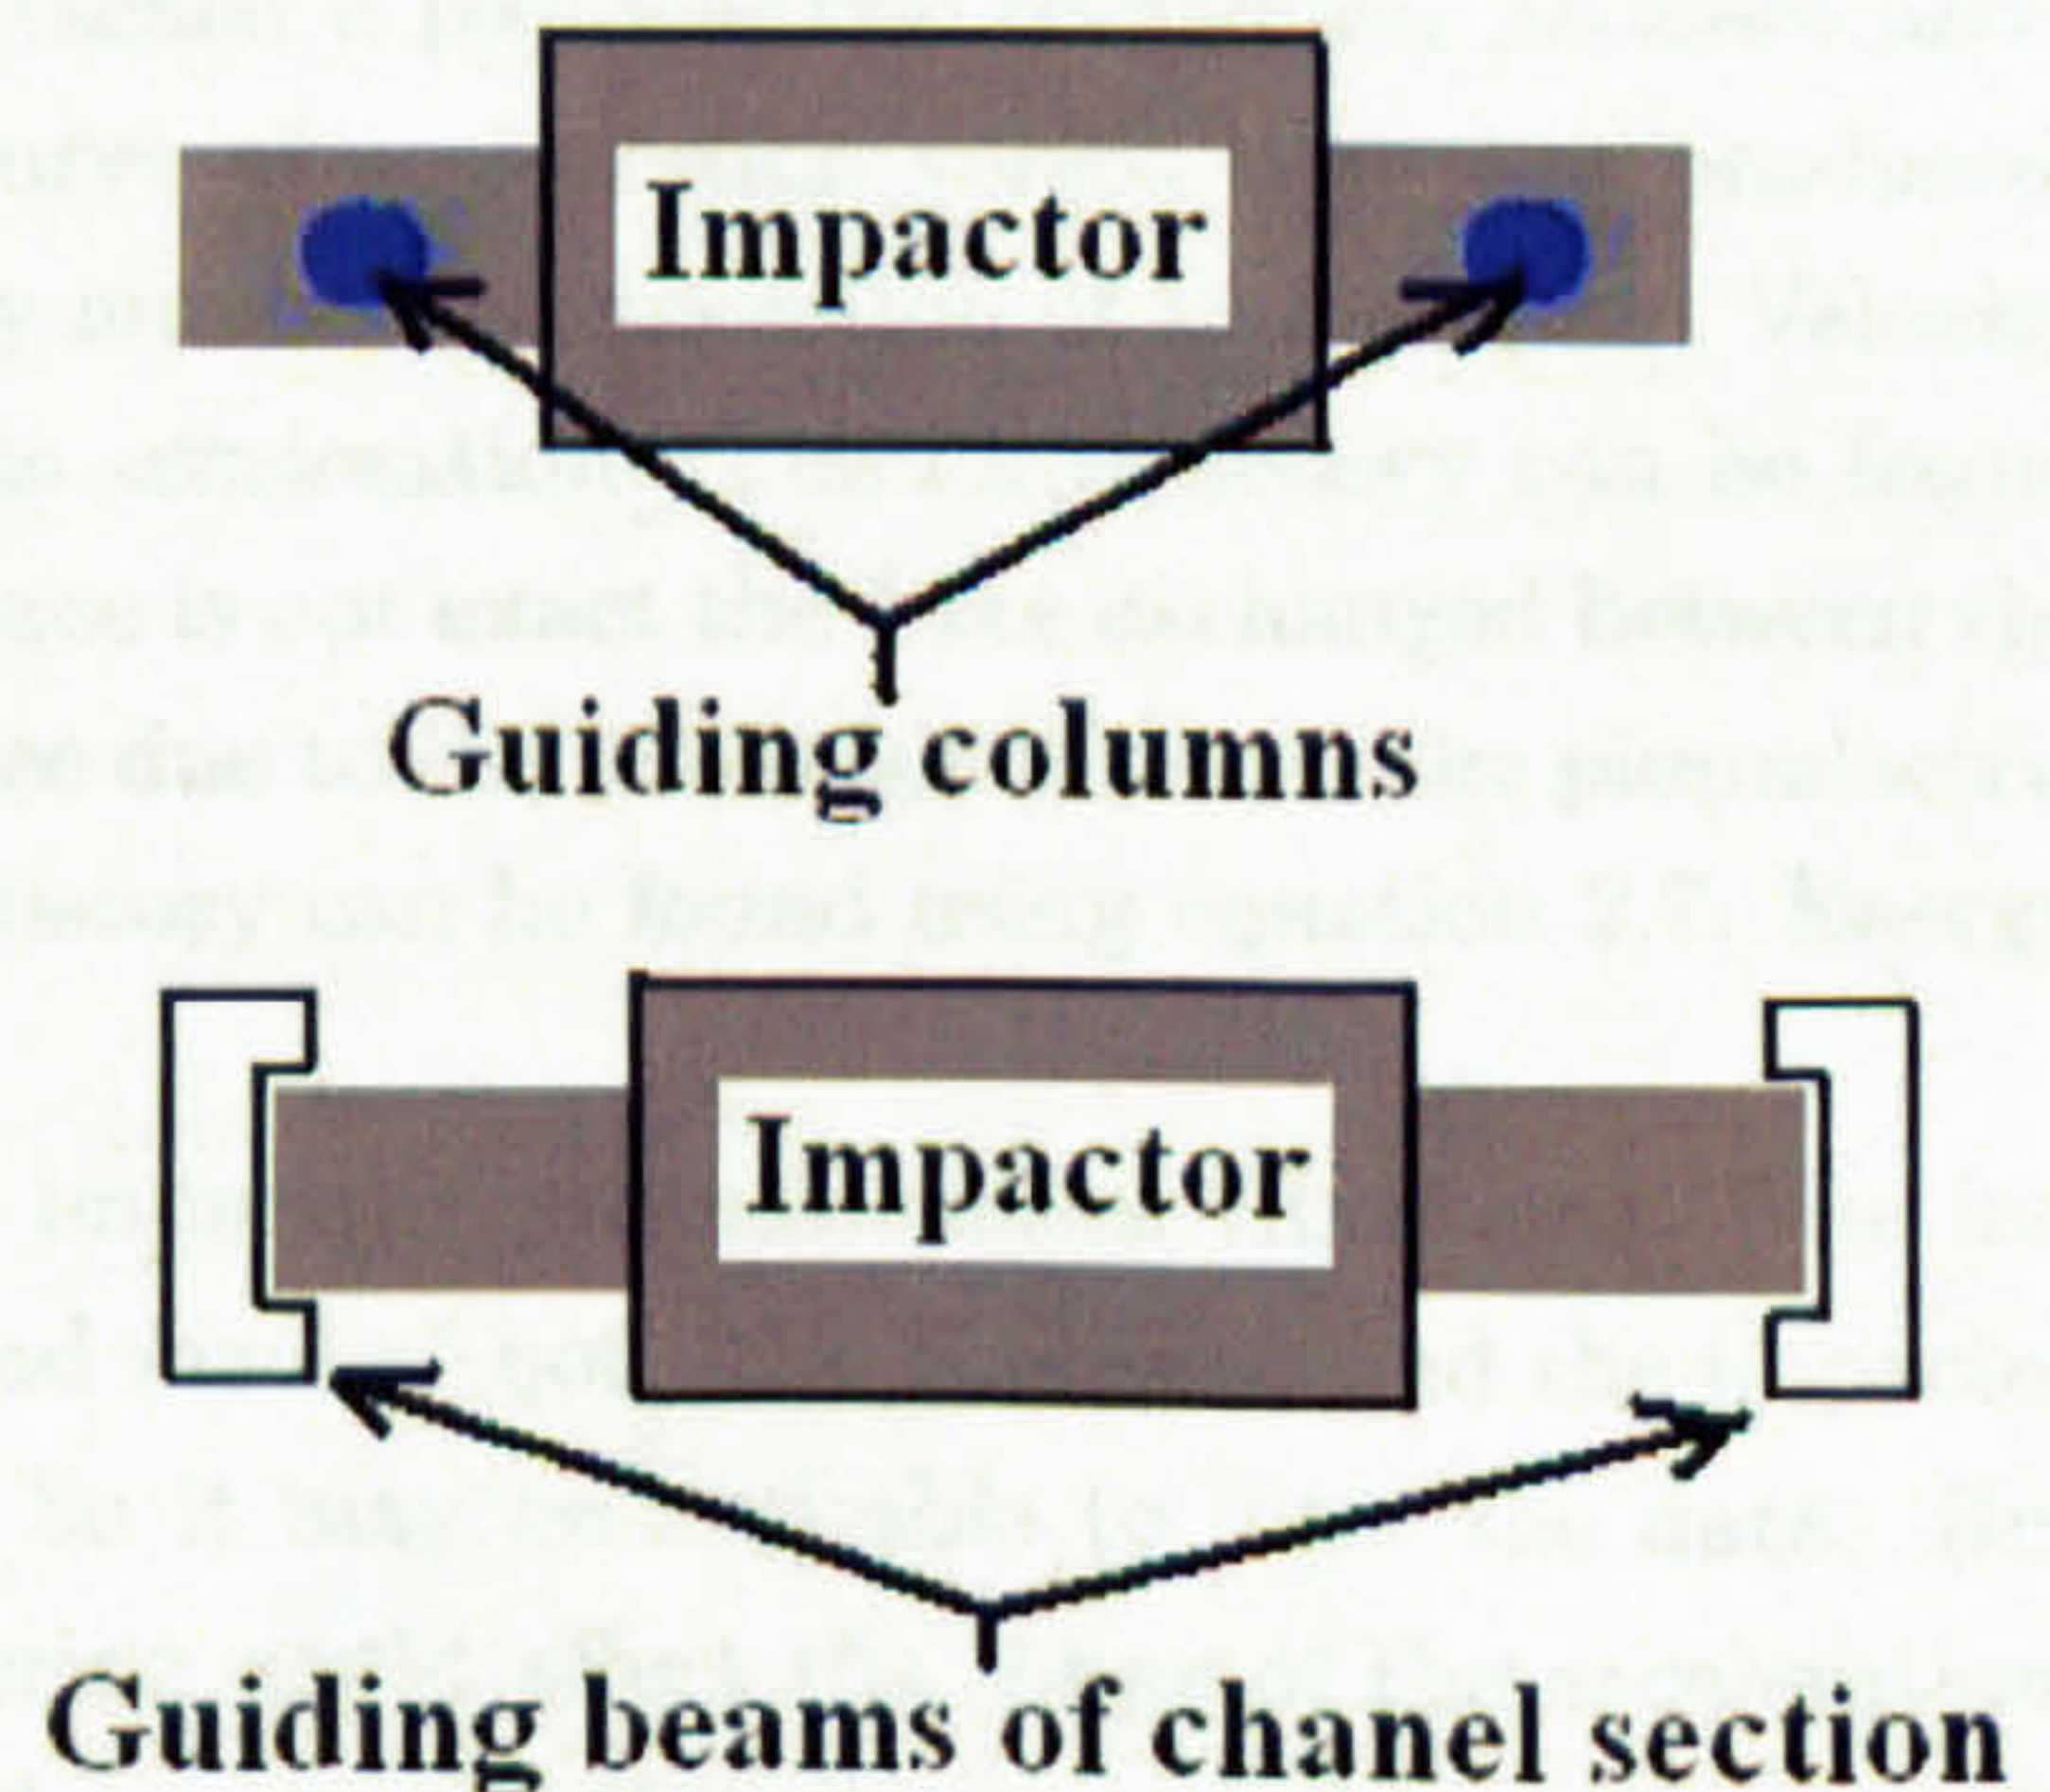 Impactor
Guiding columns
Impactor
Guiding beams of chanel section